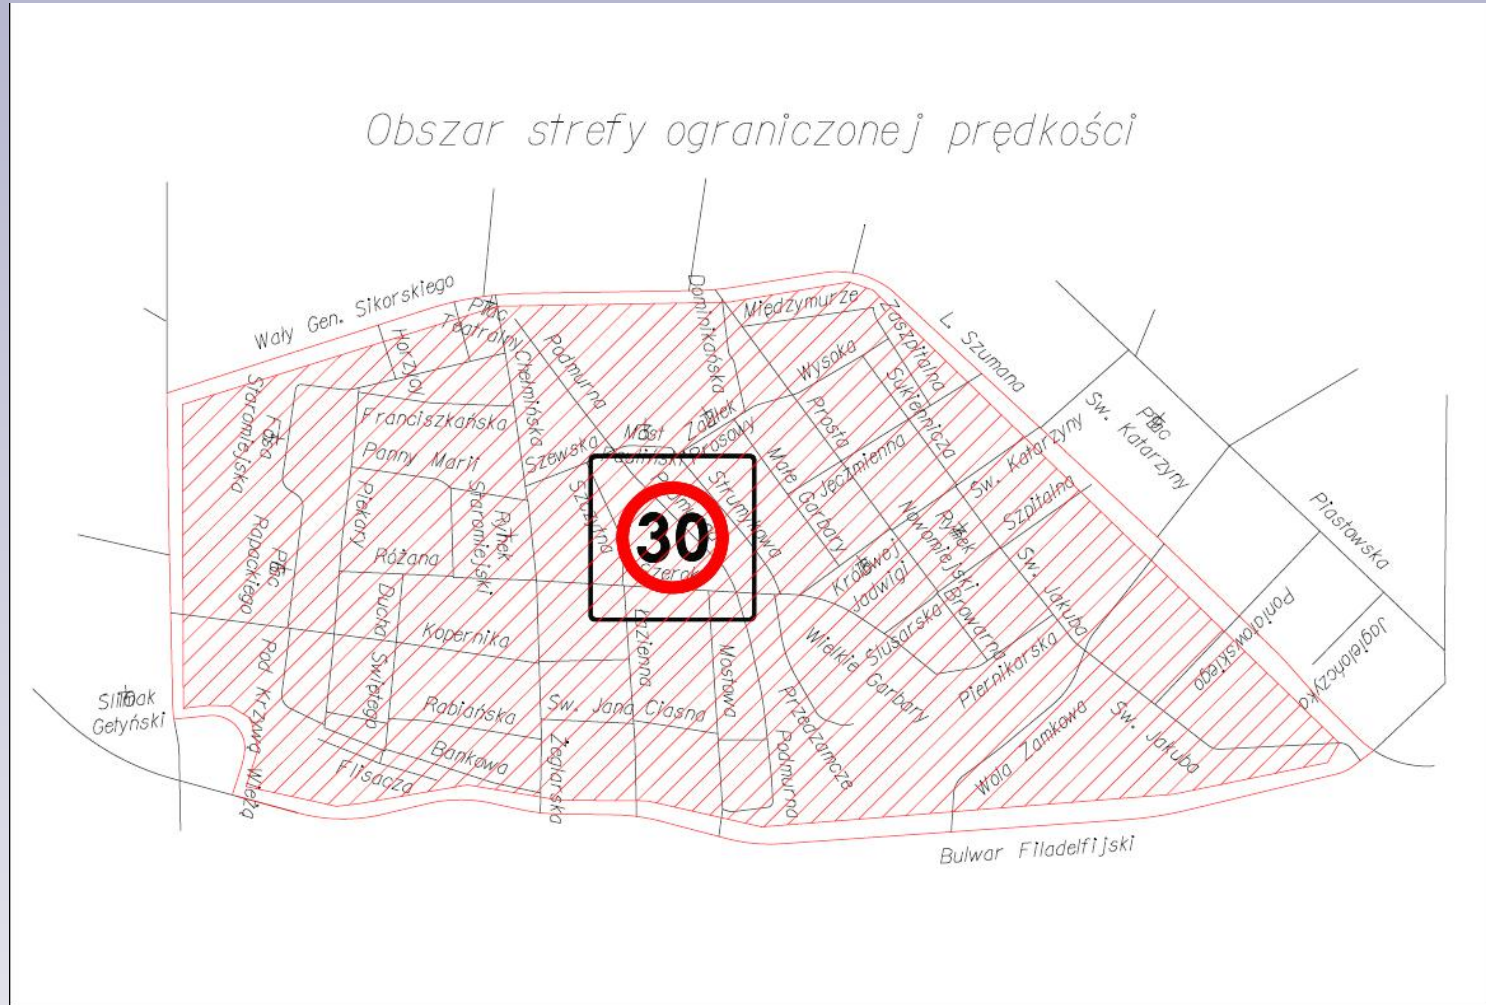 Obszar strefy ograniczonej prędkości
Wały Gen. Sikorskiego
Plac
Teatralny
Dominikańska
Międzymurze
Zaszpitalna
L. Szumana
Horzycy
Podmurna
Chełmińska
Wysoka
Sukiennicza
Staromiejska
Fosa
Franciszkańska
Prosta
Św. Katarzyny
Plac
Św. Katarzyny
Panny Marii
Szewska
Most
Zaułek
Prosowy
Małe Garbary
Jęczmienna
Szpitalna
Piekary
Rynek
Staromiejski
Szczytna
30
Strumykowa
Rynek
Nowomiejski
Piastowska
Plac
Rapackiego
Różana
Królowej
Jadwigi
Św. Jakuba
Browarna
Ducha Świętego
Kopernika
Łazienna
Mostowa
Wielkie Garbary
Ślusarska
Piernikarska
Poniatowskiego
Jagiellończyka
Pod Krzywą Wieżą
Rabiańska
Św. Jana
Ciasna
Przedzamcze
Podmurna
Wola Zamkowa
Św. Jakuba
Getyński
Bankowa
Flisacza
Żeglarska
Bulwar Filadelfijski